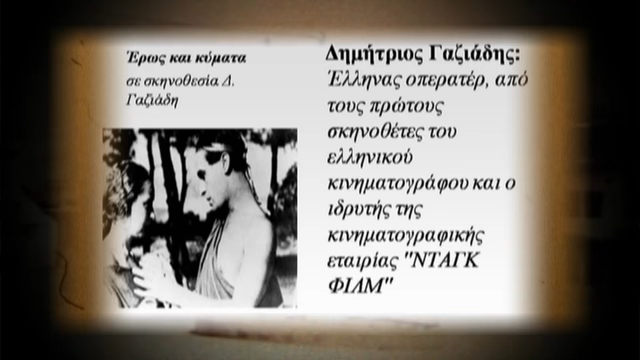 Έρως και κύματα
σε σκηνοθεσία Δ.
Γαζιάδη
Δημήτριος Γαζιάδης:
Έλληνας οπερατέρ, από
τους πρώτους
σκηνοθέτες του
ελληνικού
κινηματογράφου και ο
ιδρυτής της
κινηματογραφικής
εταιρίας "ΝΤΑΓΚ
ΦΙΛΜ"